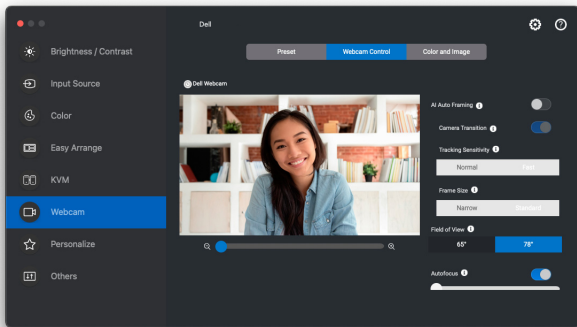 Dell
Brightness / Contrast
Input Source
Color
Easy Arrange
KVM
Webcam
Personalize
Others
Preset
Webcam Control
Color and Image
Dell Webcam
AI Auto Framing
Camera Transition
Tracking Sensitivity
Normal Fast
Frame Size
Narrow Standard
Field of View
65° 78°
Autofocus